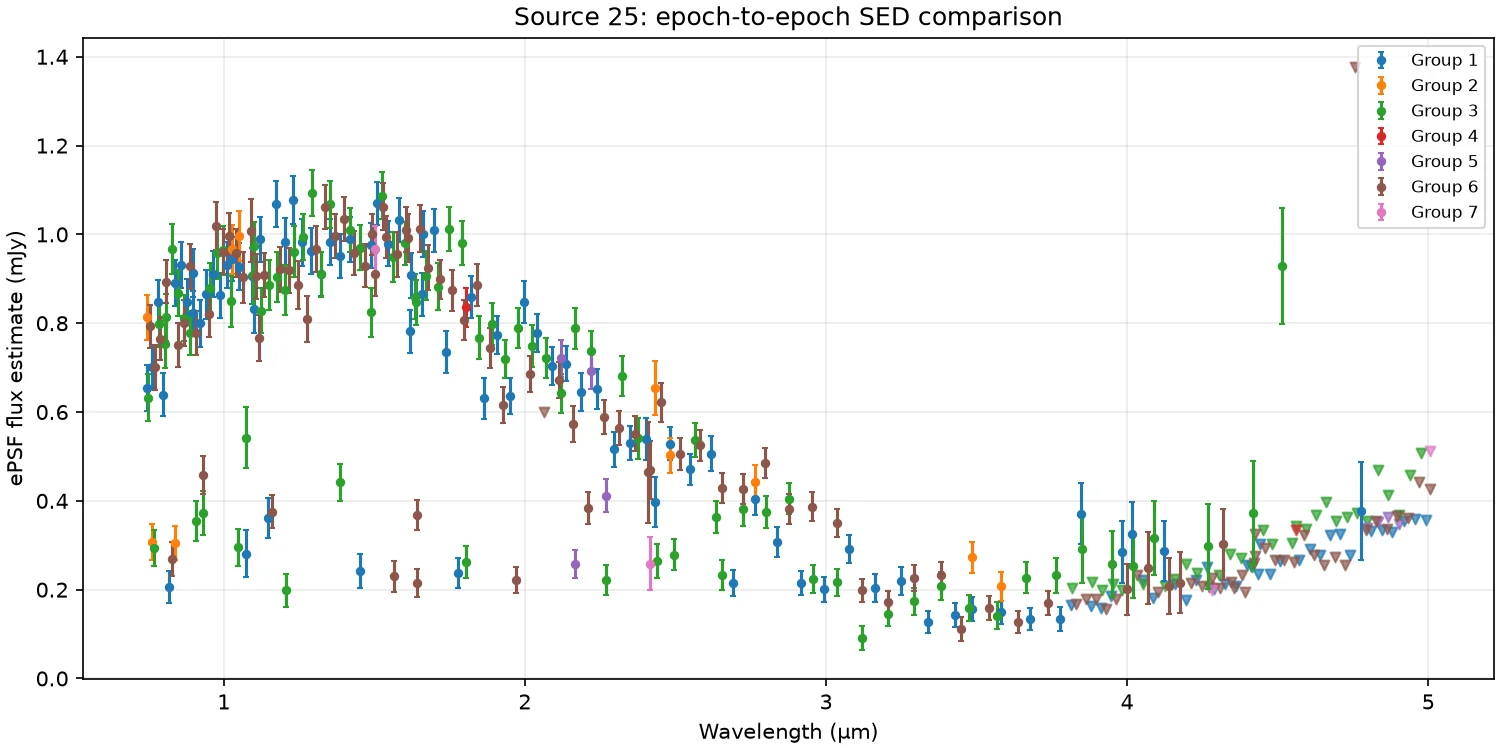 Source 25: epoch-to-epoch SED comparison
ePSF flux estimate (mJy)
1.4
1.2
1.0
0.8
0.6
0.4
0.2
0.0
Group 1
Group 2
Group 3
Group 4
Group 5
Group 6
Group 7
1 2 3 4 5
Wavelength (μm)